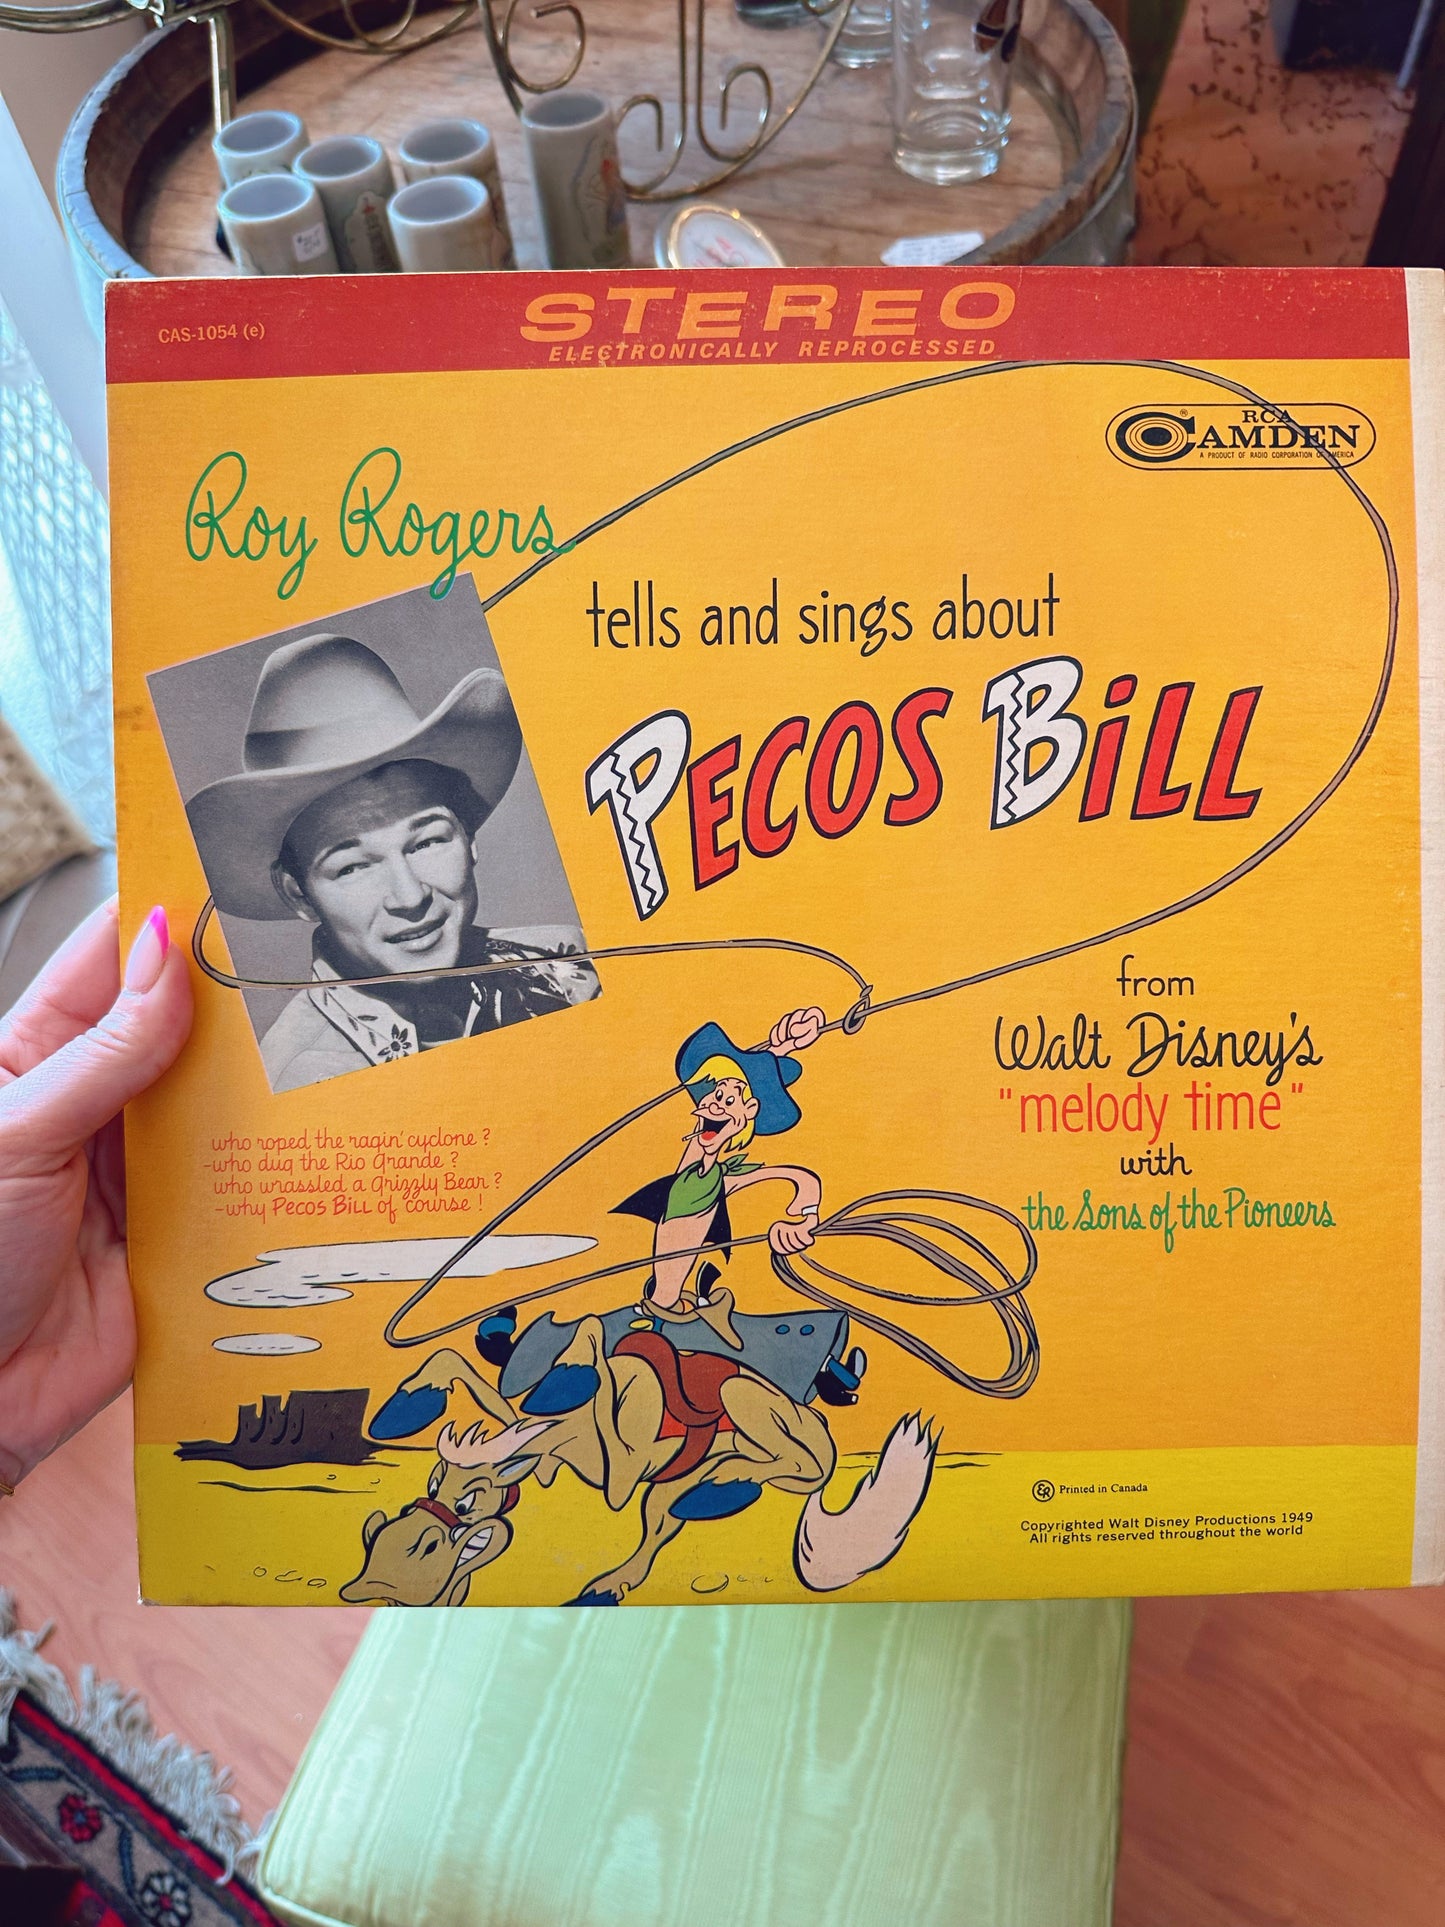 CAS-1054 (e)
STEREO
ELECTRONICALLY REPROCESSED
RCA
CAMDEN
®
A PRODUCT OF RADIO CORPORATION OF AMERICA
Roy Rogers
tells and sings about
PECOS BiLL
from
Walt Disney's
"melody time"
with
the Sons of the Pioneers
who roped the ragin' cyclone?
-who dug the Rio Grande?
who wrassled a Grizzly Bear?
-why PECOS BiLL of course!
Printed in Canada
Copyrighted Walt Disney Productions 1949
All rights reserved throughout the world